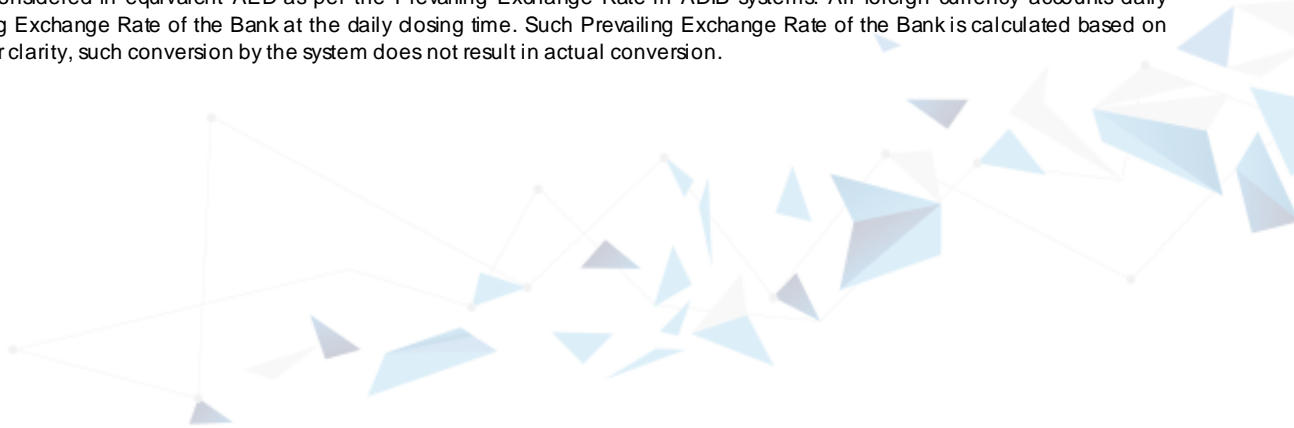 onsidered in equivalent AED as per the Prevailing Exchange Rate in ADIB systems. All foreign currency accounts daily
g Exchange Rate of the Bank at the daily closing time. Such Prevailing Exchange Rate of the Bank is calculated based on
r clarity, such conversion by the system does not result in actual conversion.